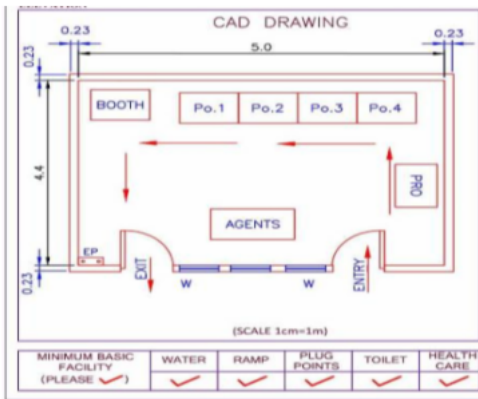 CAD DRAWING
0.23
5.0
0.23
0.23
BOOTH
Po.1
Po.2
Po.3
Po.4
4.4
PRO
AGENTS
EP
EXIT
ENTRY
W
W
0.23
(SCALE 1cm=1m)
MINIMUM BASIC
FACILITY
(PLEASE ✓)
WATER
RAMP
PLUG
POINTS
TOILET
HEALTH
CARE
✓
✓
✓
✓
✓